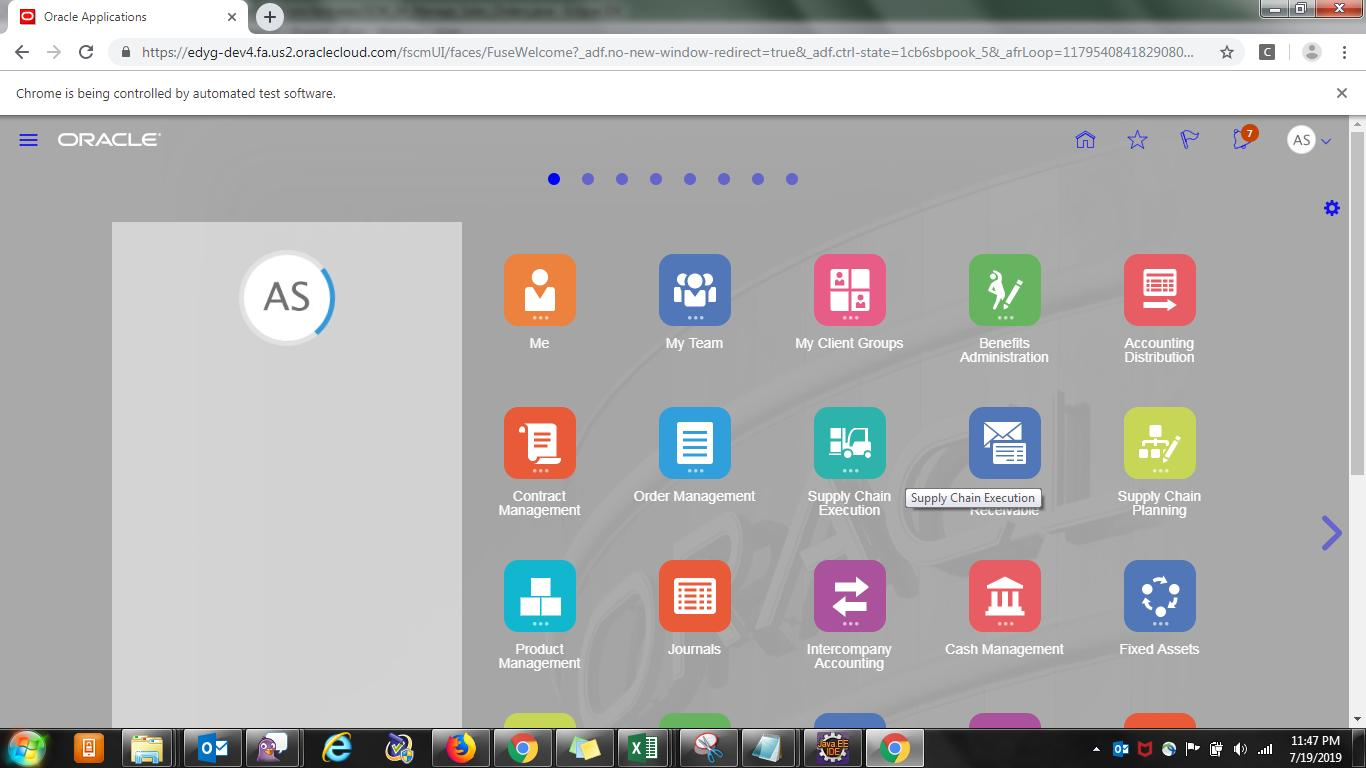 Oracle Applications
https://edyg-dev4.fa.us2.oraclecloud.com/fscmUI/faces/FuseWelcome?_adf.no-new-window-redirect=true&_adf.ctrl-state=1cb6sbpook_5&_afrLoop=1179540841829080...
C
Chrome is being controlled by automated test software.
ORACLE
7
AS
AS
Me
My Team
My Client Groups
Benefits
Administration
Accounting
Distribution
Contract
Management
Order Management
Supply Chain
Execution
Supply Chain Execution
Receivable
Supply Chain
Planning
Product
Management
Journals
Intercompany
Accounting
Cash Management
Fixed Assets
Java EE
IDE
11:47 PM
7/19/2019